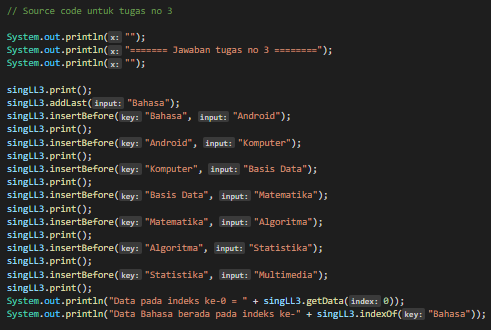 // Source code untuk tugas no 3
System.out.println(x: "");
System.out.println(x: "======= Jawaban tugas no 3 ========");
System.out.println(x: "");
singLL3.print();
singLL3.addLast(input: "Bahasa");
singLL3.insertBefore(key: "Bahasa", input: "Android");
singLL3.print();
singLL3.insertBefore(key: "Android", input: "Komputer");
singLL3.print();
singLL3.insertBefore(key: "Komputer", input: "Basis Data");
singLL3.print();
singLL3.insertBefore(key: "Basis Data", input: "Matematika");
singLL3.print();
singLL3.insertBefore(key: "Matematika", input: "Algoritma");
singLL3.print();
singLL3.insertBefore(key: "Algoritma", input: "Statistika");
singLL3.print();
singLL3.insertBefore(key: "Statistika", input: "Multimedia");
singLL3.print();
System.out.println("Data pada indeks ke-0 = " + singLL3.getData(index: 0));
System.out.println("Data Bahasa berada pada indeks ke-" + singLL3.indexOf(key: "Bahasa"));